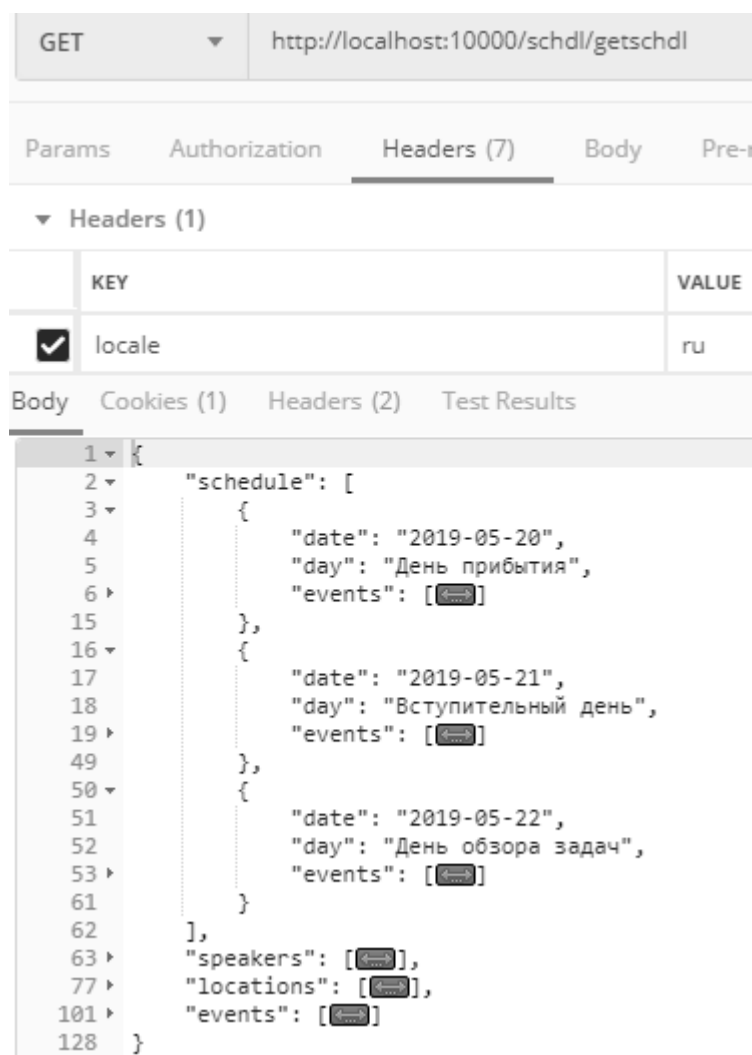 GET http://localhost:10000/schdl/getschdl
Params Authorization Headers (7) Body Pre-r
Headers (1)
KEY VALUE
locale ru
Body Cookies (1) Headers (2) Test Results
1 {
2 "schedule": [
3 {
4 "date": "2019-05-20",
5 "day": "День прибытия",
6 "events": [...]
15 },
16 {
17 "date": "2019-05-21",
18 "day": "Вступительный день",
19 "events": [...]
49 },
50 {
51 "date": "2019-05-22",
52 "day": "День обзора задач",
53 "events": [...]
61 }
62 ],
63 "speakers": [...],
77 "locations": [...],
101 "events": [...]
128 }